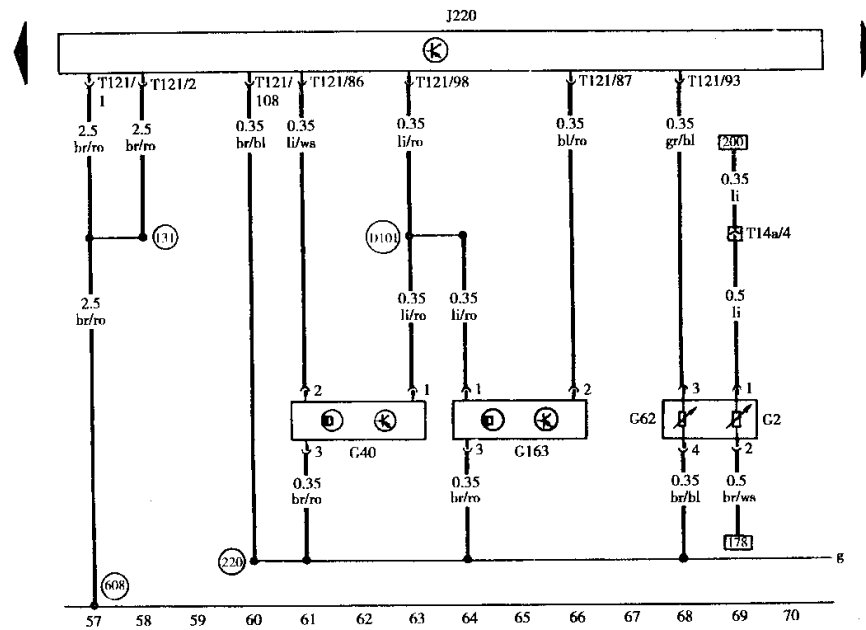 J220
T121/ T121/2 T121/ T121/86 T121/98 T121/87 T121/93
1 108
2.5 2.5 0.35 0.35 0.35 0.35 0.35
br/ro br/ro br/bl li/ws li/ro bl/ro gr/bl
200
0.35
li
131 D101 T14a/4
2.5 0.35 0.35 0.5
br/ro li/ro li/ro li
2 1 1 2 3 1
G62 G2
3 G40 3 G163 4 2
0.35 0.35 0.35 0.5
br/ro br/ro br/bl br/ws
178
220 g
608
57 58 59 60 61 62 63 64 65 66 67 68 69 70